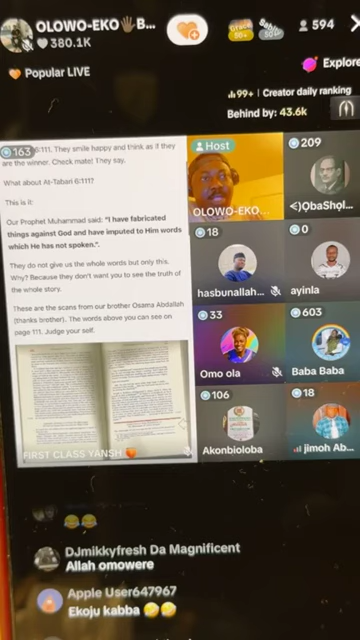 OLOWO-EKO🖐🏿B...
380.1K
594
Popular LIVE
Explore
99+ | Creator daily ranking
Behind by: 43.6k
163
6:111. They smile happy and think as if they
are the winner. Check mate! They say.
What about At-Tabari 6:111?
This is it:
Our Prophet Muhammad said: "I have fabricated
things against God and have imputed to Him words
which He has not spoken.".
They do not give us the whole words but only this.
Why? Because they don't want you to see the truth of
the whole story.
These are the scans from our brother Osama Abdallah
(thanks brother). The words above you can see on
page 111. Judge your self.
FIRST CLASS YANSH
Host
OLOWO-EKO...
209
ObaShol...
18
hasbunallah...
0
ayinla
33
Omo ola
603
Baba Baba
106
Akonbioloba
18
jimoh Ab...
😂😂
DJmikkyfresh Da Magnificent
Allah omowere
Apple User647967
Ekoju kabba 🤣🤣